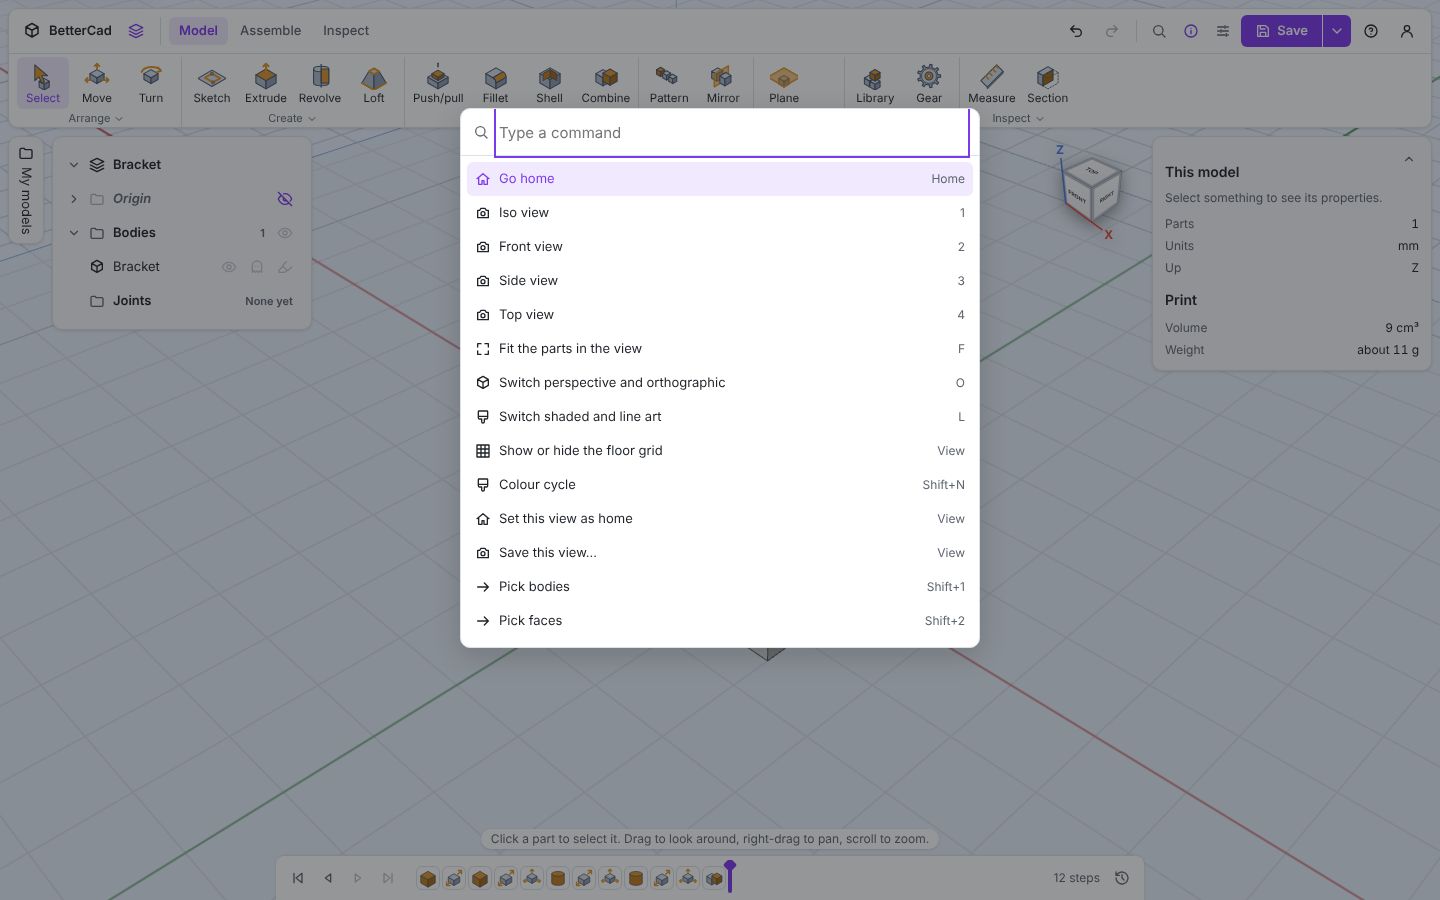 BetterCad
Model
Assemble
Inspect
Save
Select
Move
Turn
Sketch
Extrude
Revolve
Loft
Push/pull
Fillet
Shell
Combine
Pattern
Mirror
Plane
Library
Gear
Measure
Section
Arrange
Create
Inspect
My models
Bracket
Origin
Bodies 1
Bracket
Joints None yet
Type a command
Go home Home
Iso view 1
Front view 2
Side view 3
Top view 4
Fit the parts in the view F
Switch perspective and orthographic O
Switch shaded and line art L
Show or hide the floor grid View
Colour cycle Shift+N
Set this view as home View
Save this view... View
Pick bodies Shift+1
Pick faces Shift+2
Z
TOP
FRONT
RIGHT
X
This model
Select something to see its properties.
Parts 1
Units mm
Up Z
Print
Volume 9 cm³
Weight about 11 g
Click a part to select it. Drag to look around, right-drag to pan, scroll to zoom.
12 steps